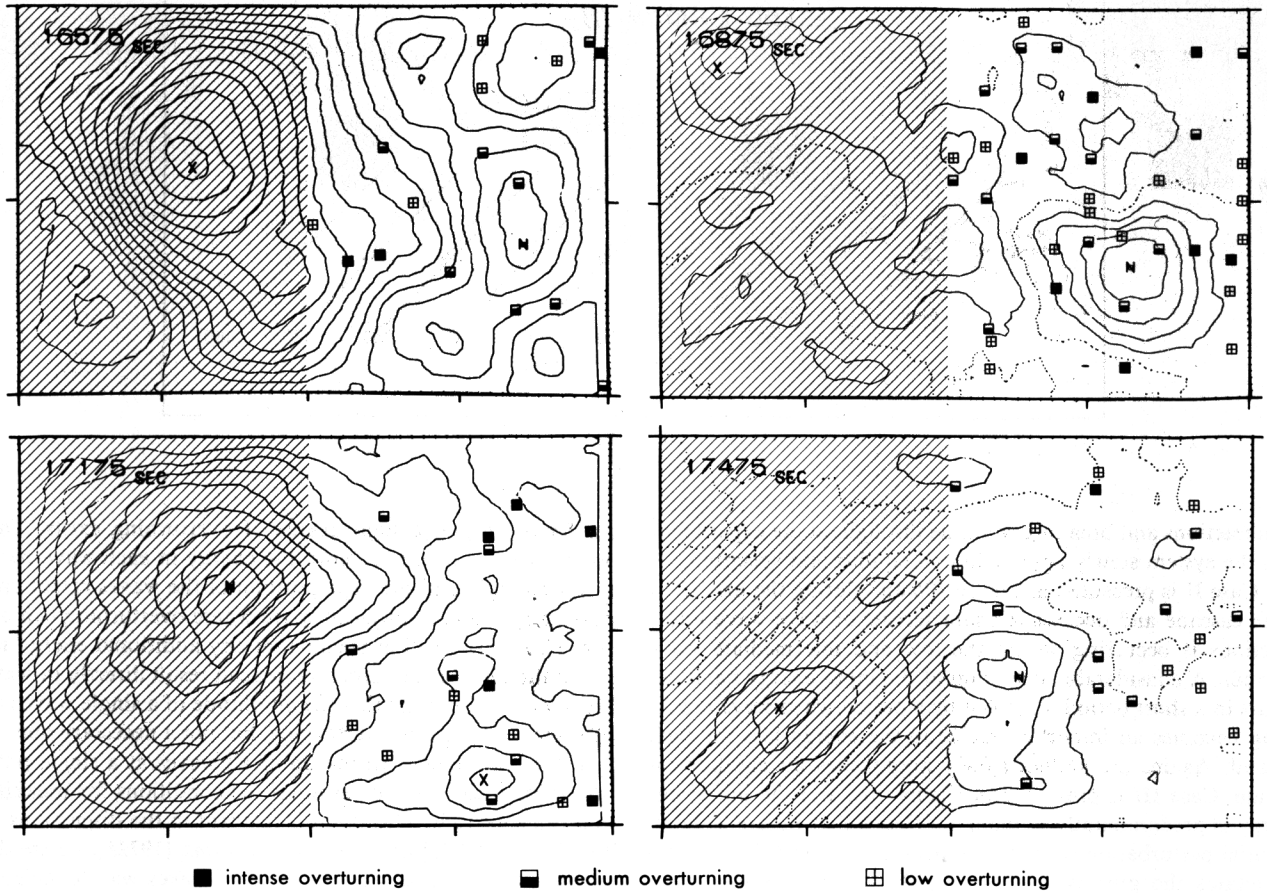 16575 SEC
16875 SEC
X
X
N
N
17175 SEC
17475 SEC
N
N
X
X
intense overturning
medium overturning
low overturning